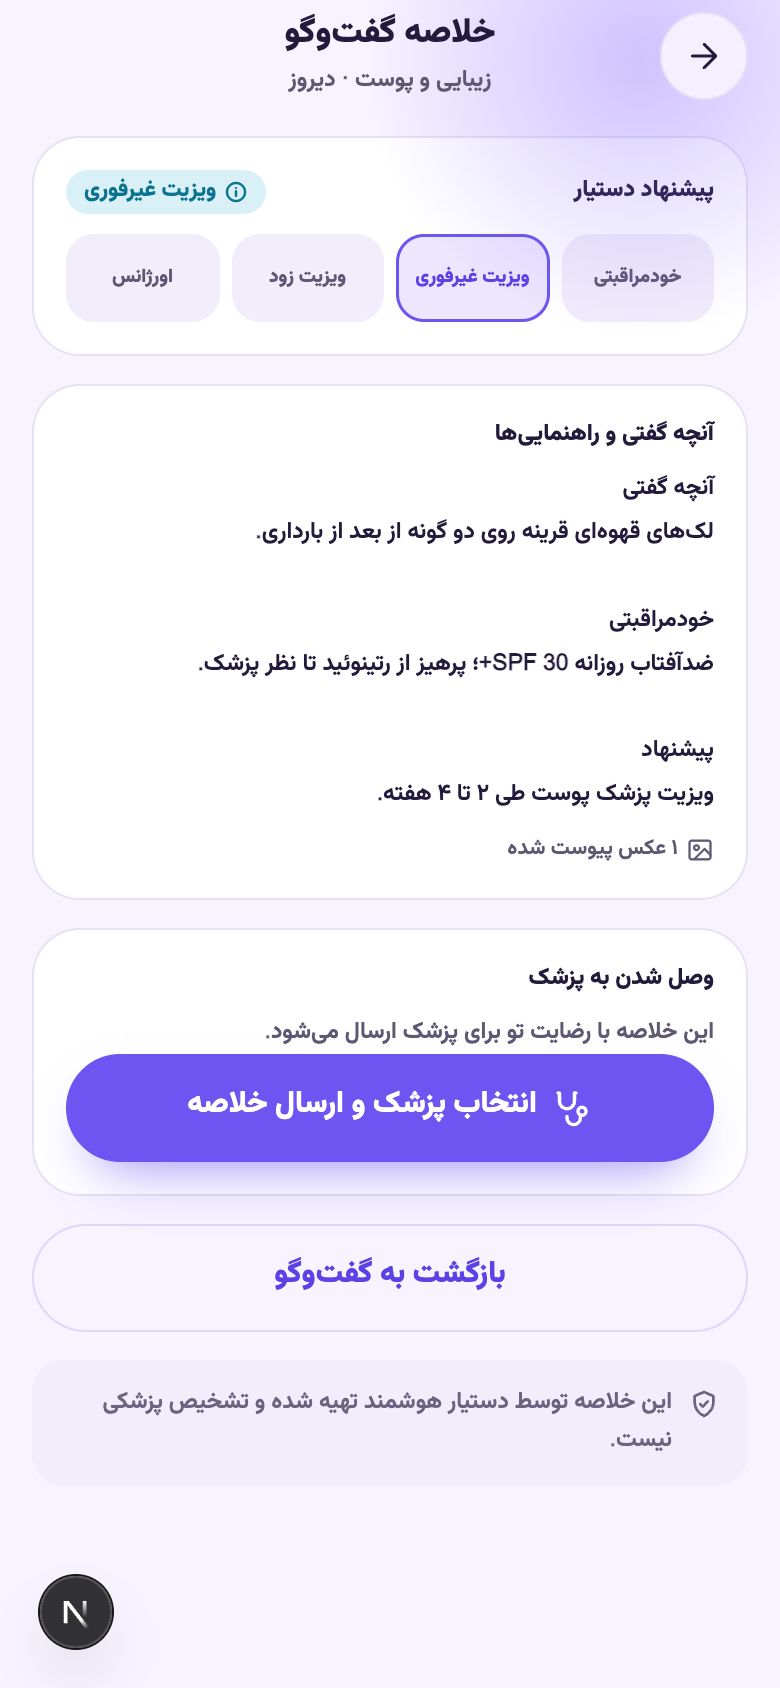 خلاصه گفت‌وگو
زیبایی و پوست · دیروز
پیشنهاد دستیار
ویزیت غیرفوری
خودمراقبتی
ویزیت غیرفوری
ویزیت زود
اورژانس
آنچه گفتی و راهنمایی‌ها
آنچه گفتی
لک‌های قهوه‌ای قرینه روی دو گونه از بعد از بارداری.
خودمراقبتی
ضدآفتاب روزانه SPF 30+؛ پرهیز از رتینوئید تا نظر پزشک.
پیشنهاد
ویزیت پزشک پوست طی ۲ تا ۴ هفته.
۱ عکس پیوست شده
وصل شدن به پزشک
این خلاصه با رضایت تو برای پزشک ارسال می‌شود.
انتخاب پزشک و ارسال خلاصه
بازگشت به گفت‌وگو
این خلاصه توسط دستیار هوشمند تهیه شده و تشخیص پزشکی
نیست.
N